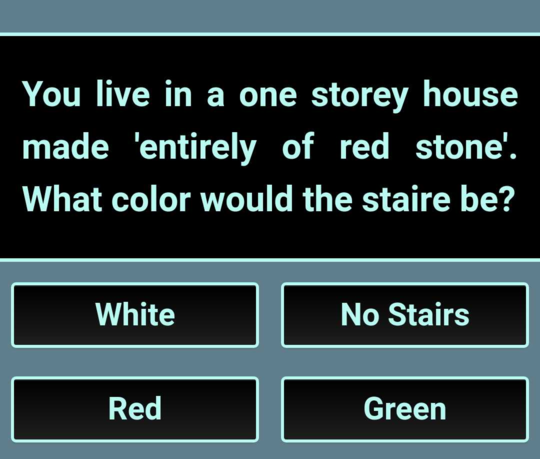 You live in a one storey house
made 'entirely of red stone'.
What color would the staire be?
White
No Stairs
Red
Green